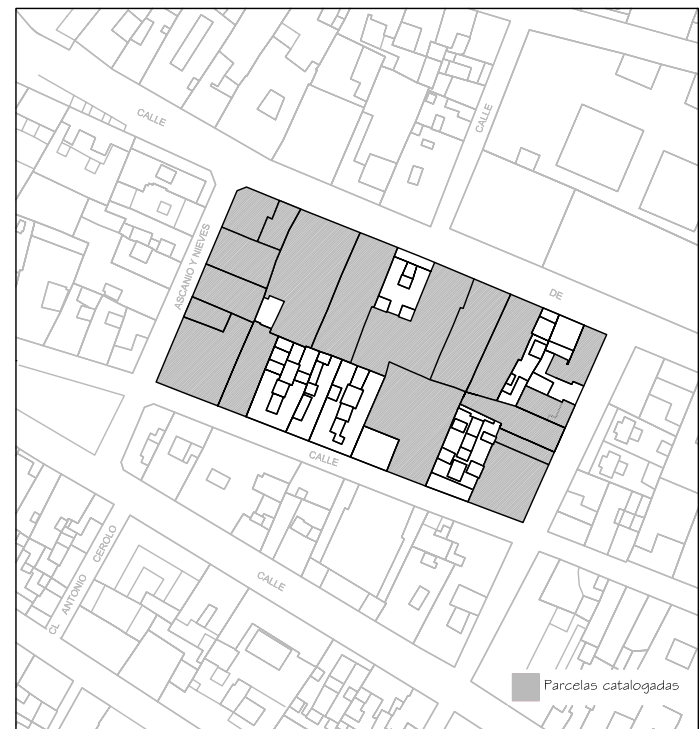 CALLE
CALLE
ASCANIO Y NIEVES
DE
CALLE
CL ANTONIO CEROLO
CALLE
Parcelas catalogadas